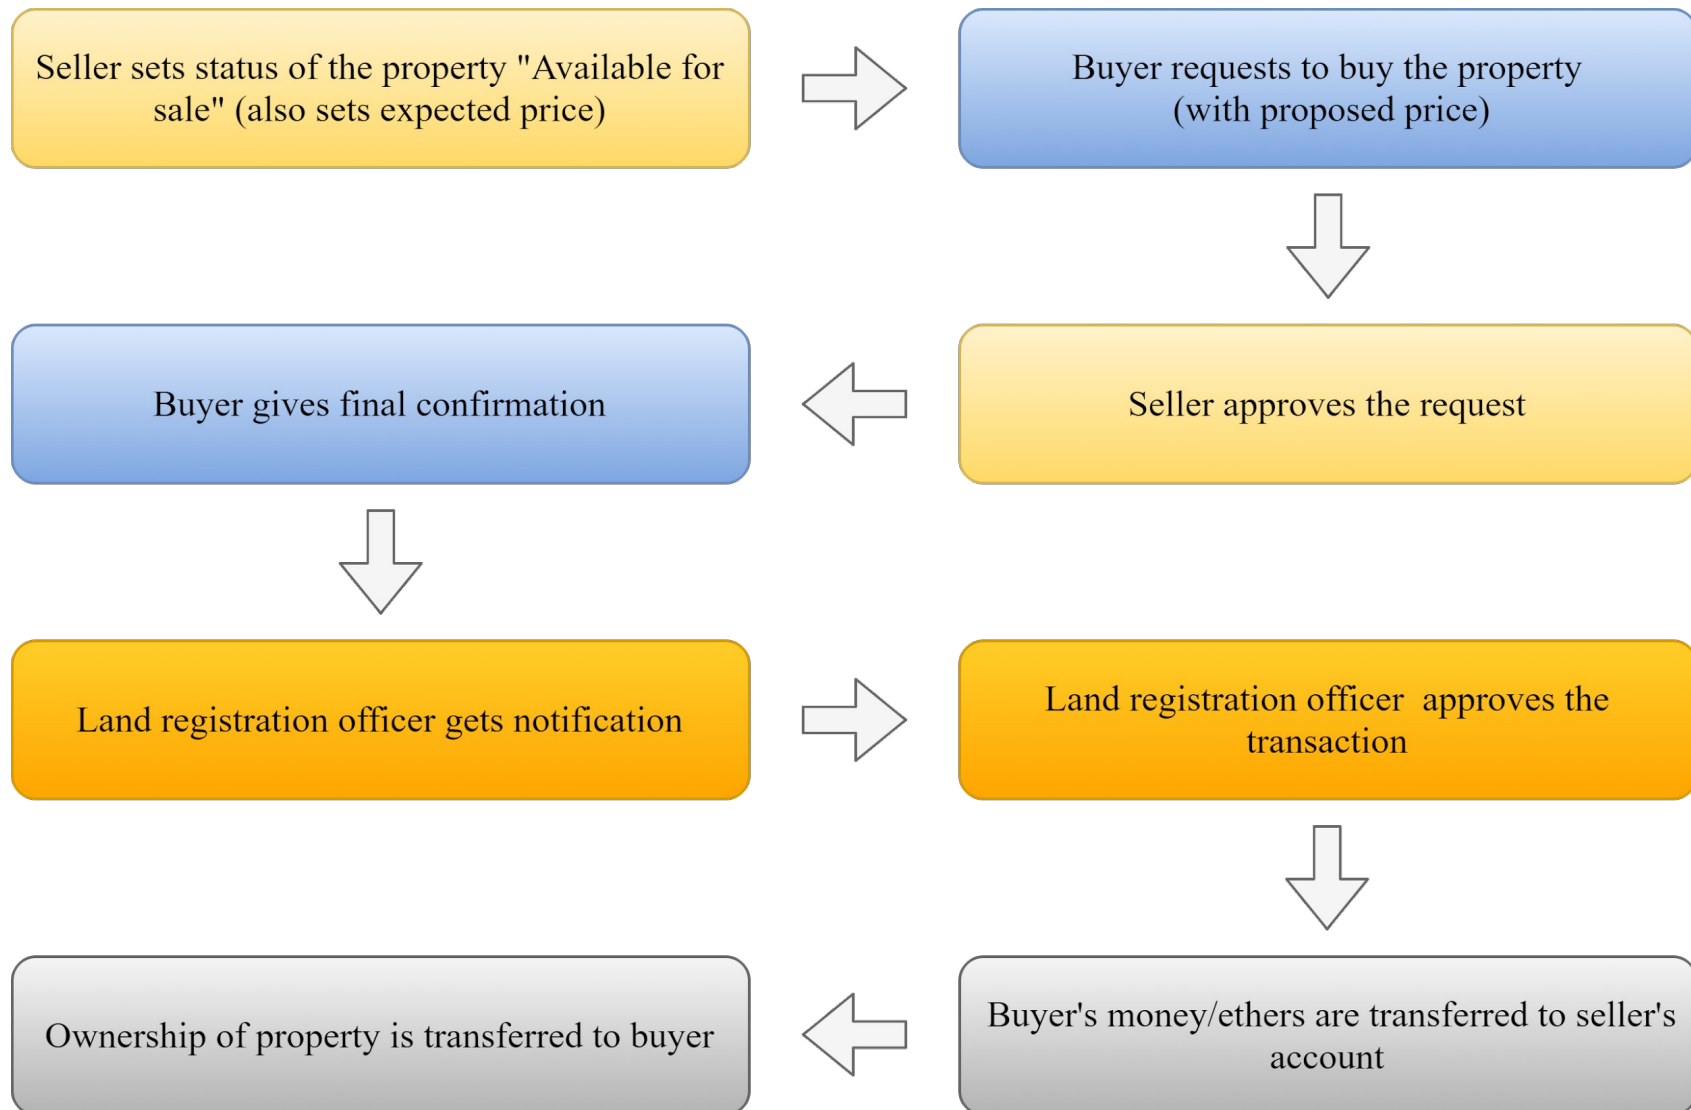 Seller sets status of the property "Available for
sale" (also sets expected price)
Buyer requests to buy the property
(with proposed price)
Seller approves the request
Buyer gives final confirmation
Land registration officer gets notification
Land registration officer  approves the
transaction
Buyer's money/ethers are transferred to seller's
account
Ownership of property is transferred to buyer